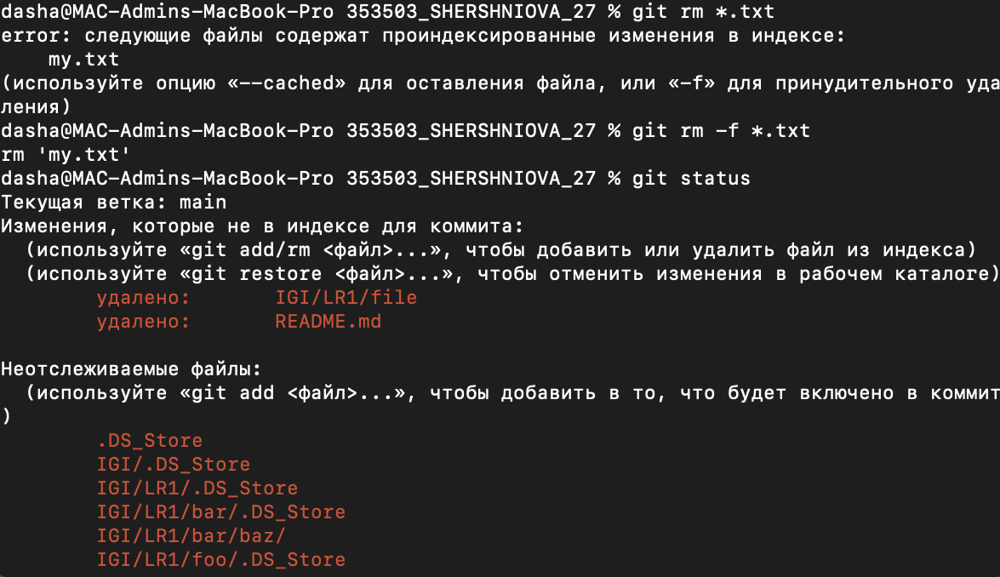 dasha@MAC-Admins-MacBook-Pro 353503_SHERSHNIOVA_27 % git rm *.txt
error: следующие файлы содержат проиндексированные изменения в индексе:
    my.txt
(используйте опцию «--cached» для оставления файла, или «-f» для принудительного уда
ления)
dasha@MAC-Admins-MacBook-Pro 353503_SHERSHNIOVA_27 % git rm -f *.txt
rm 'my.txt'
dasha@MAC-Admins-MacBook-Pro 353503_SHERSHNIOVA_27 % git status
Текущая ветка: main
Изменения, которые не в индексе для коммита:
  (используйте «git add/rm <файл>...», чтобы добавить или удалить файл из индекса)
  (используйте «git restore <файл>...», чтобы отменить изменения в рабочем каталоге)
        удалено:       IGI/LR1/file
        удалено:       README.md

Неотслеживаемые файлы:
  (используйте «git add <файл>...», чтобы добавить в то, что будет включено в коммит
)
        .DS_Store
        IGI/.DS_Store
        IGI/LR1/.DS_Store
        IGI/LR1/bar/.DS_Store
        IGI/LR1/bar/baz/
        IGI/LR1/foo/.DS_Store